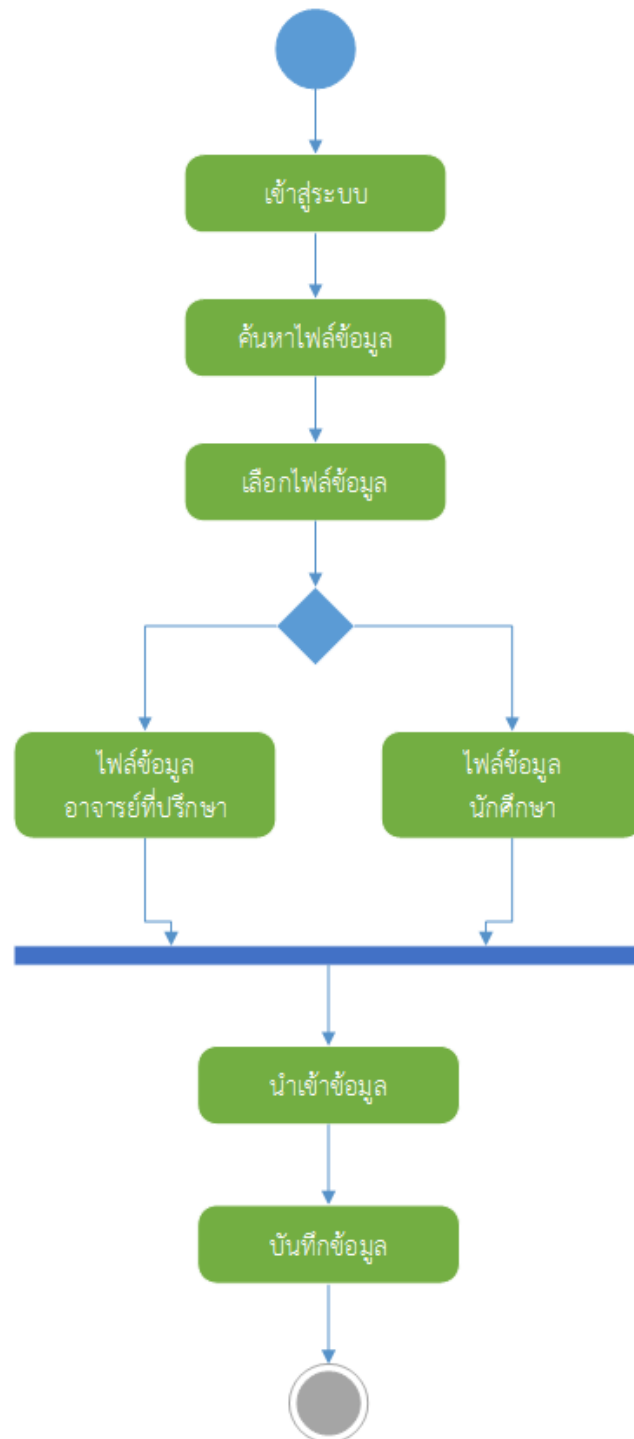 เข้าสู่ระบบ
ค้นหาไฟล์ข้อมูล
เลือกไฟล์ข้อมูล
ไฟล์ข้อมูล
อาจารย์ที่ปรึกษา
ไฟล์ข้อมูล
นักศึกษา
นำเข้าข้อมูล
บันทึกข้อมูล